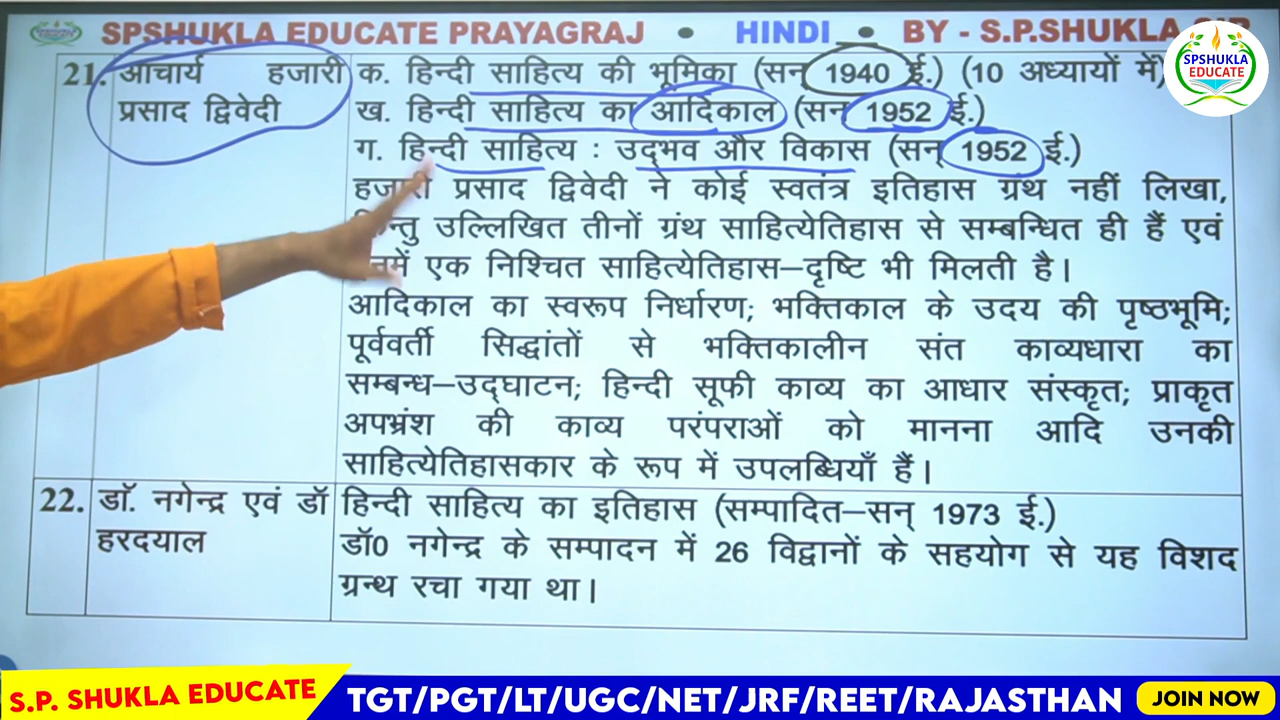 SPSHUKLA EDUCATE PRAYAGRAJ • HINDI • BY - S.P.SHUKLA
SPSHUKLA
EDUCATE
21. आचार्य हजारी
प्रसाद द्विवेदी
क. हिन्दी साहित्य की भूमिका (सन् 1940 ई.) (10 अध्यायों में)
ख. हिन्दी साहित्य का आदिकाल (सन् 1952 ई.)
ग. हिन्दी साहित्य : उद्भव और विकास (सन् 1952 ई.)
हजारी प्रसाद द्विवेदी ने कोई स्वतंत्र इतिहास ग्रंथ नहीं लिखा,
उल्लिखित तीनों ग्रंथ साहित्येतिहास से सम्बन्धित ही हैं एवं
एक निश्चित साहित्येतिहास–दृष्टि भी मिलती है।
आदिकाल का स्वरूप निर्धारण; भक्तिकाल के उदय की पृष्ठभूमि;
पूर्ववर्ती सिद्धांतों से भक्तिकालीन संत काव्यधारा का
सम्बन्ध–उद्घाटन; हिन्दी सूफी काव्य का आधार संस्कृत; प्राकृत
अपभ्रंश की काव्य परंपराओं को मानना आदि उनकी
साहित्येतिहासकार के रूप में उपलब्धियाँ हैं।
22. डॉ. नगेन्द्र एवं डॉ
हरदयाल
हिन्दी साहित्य का इतिहास (सम्पादित–सन् 1973 ई.)
डॉ0 नगेन्द्र के सम्पादन में 26 विद्वानों के सहयोग से यह विशद
ग्रन्थ रचा गया था।
S.P. SHUKLA EDUCATE
TGT/PGT/LT/UGC/NET/JRF/REET/RAJASTHAN
JOIN NOW